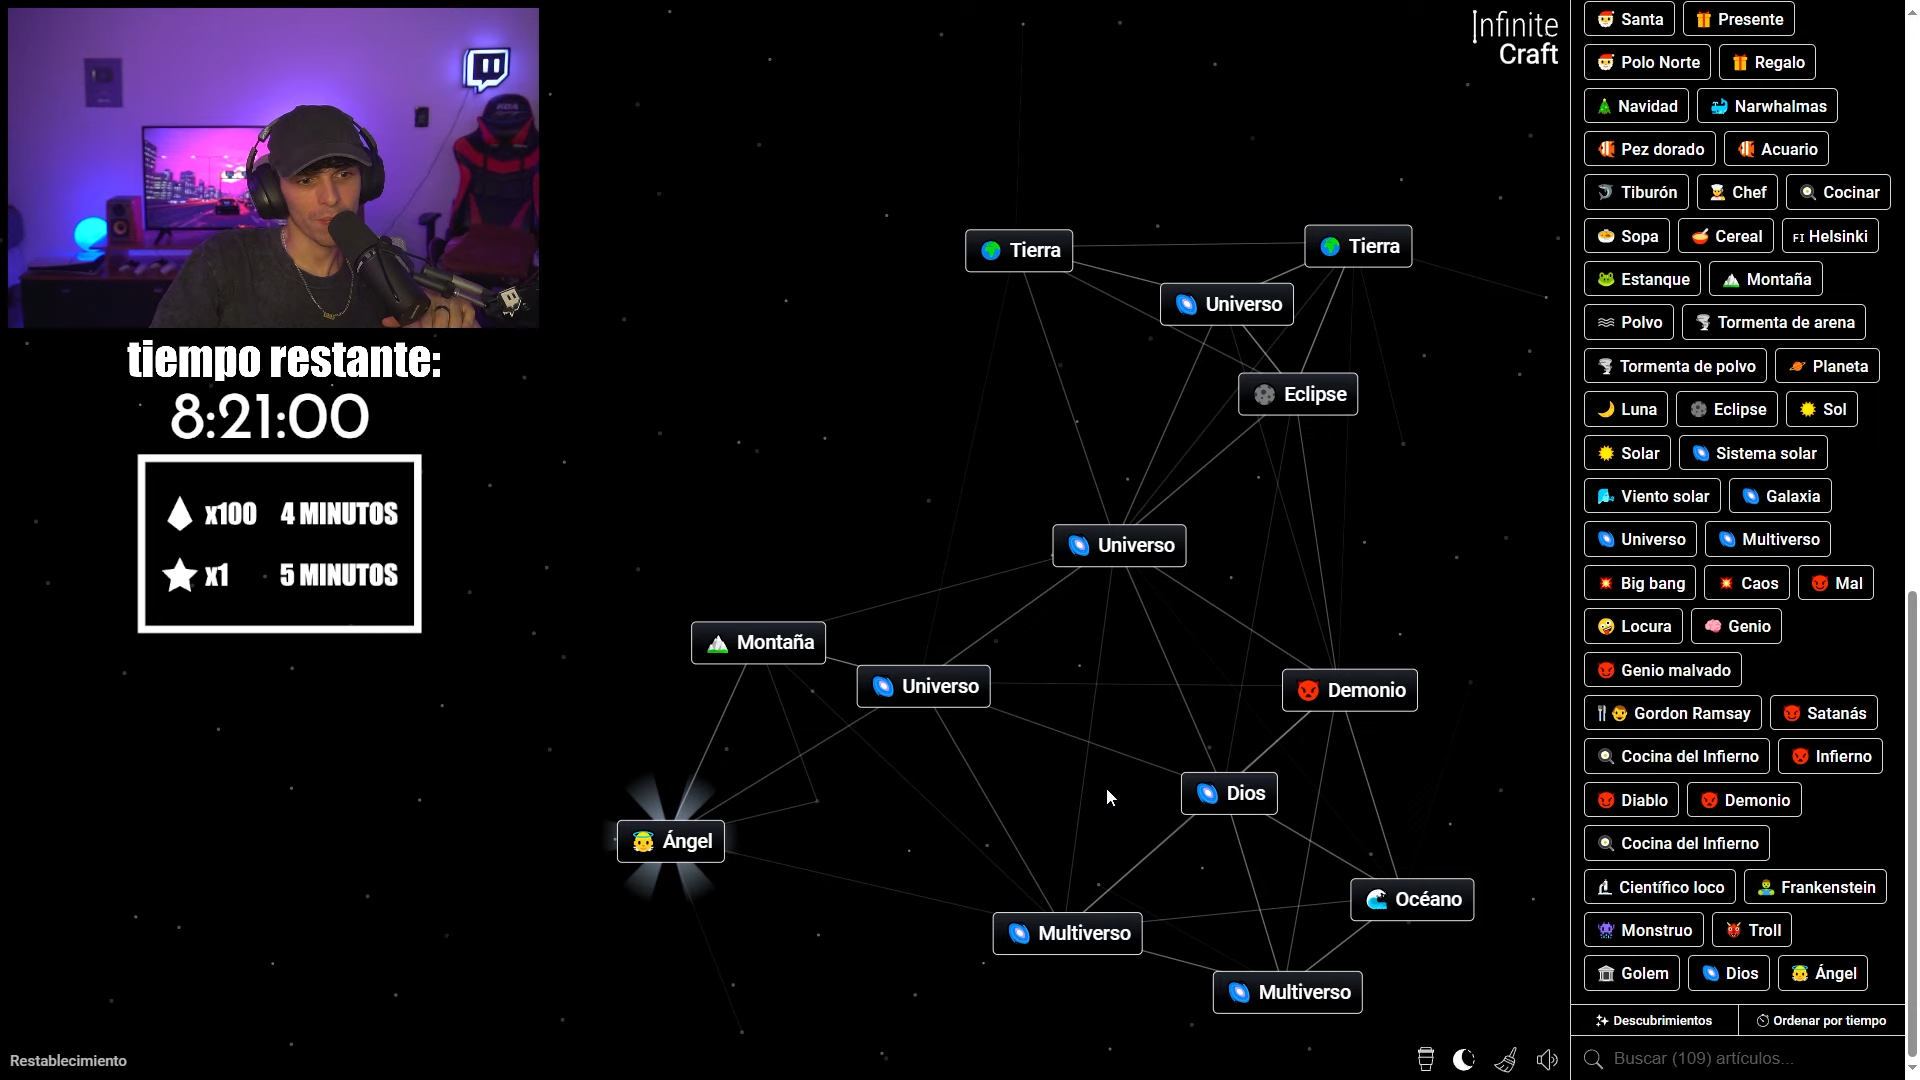 Infinite
Craft
tiempo restante:
8:21:00
x100 4 MINUTOS
x1 5 MINUTOS
Tierra
Tierra
Universo
Eclipse
Universo
Montaña
Universo
Demonio
Dios
Ángel
Océano
Multiverso
Multiverso
Restablecimiento
Santa Presente
Polo Norte Regalo
Navidad Narwhalmas
Pez dorado Acuario
Tiburón Chef Cocinar
Sopa Cereal FI Helsinki
Estanque Montaña
Polvo Tormenta de arena
Tormenta de polvo Planeta
Luna Eclipse Sol
Solar Sistema solar
Viento solar Galaxia
Universo Multiverso
Big bang Caos Mal
Locura Genio
Genio malvado
Gordon Ramsay Satanás
Cocina del Infierno Infierno
Diablo Demonio
Cocina del Infierno
Científico loco Frankenstein
Monstruo Troll
Golem Dios Ángel
Descubrimientos Ordenar por tiempo
Buscar (109) artículos...